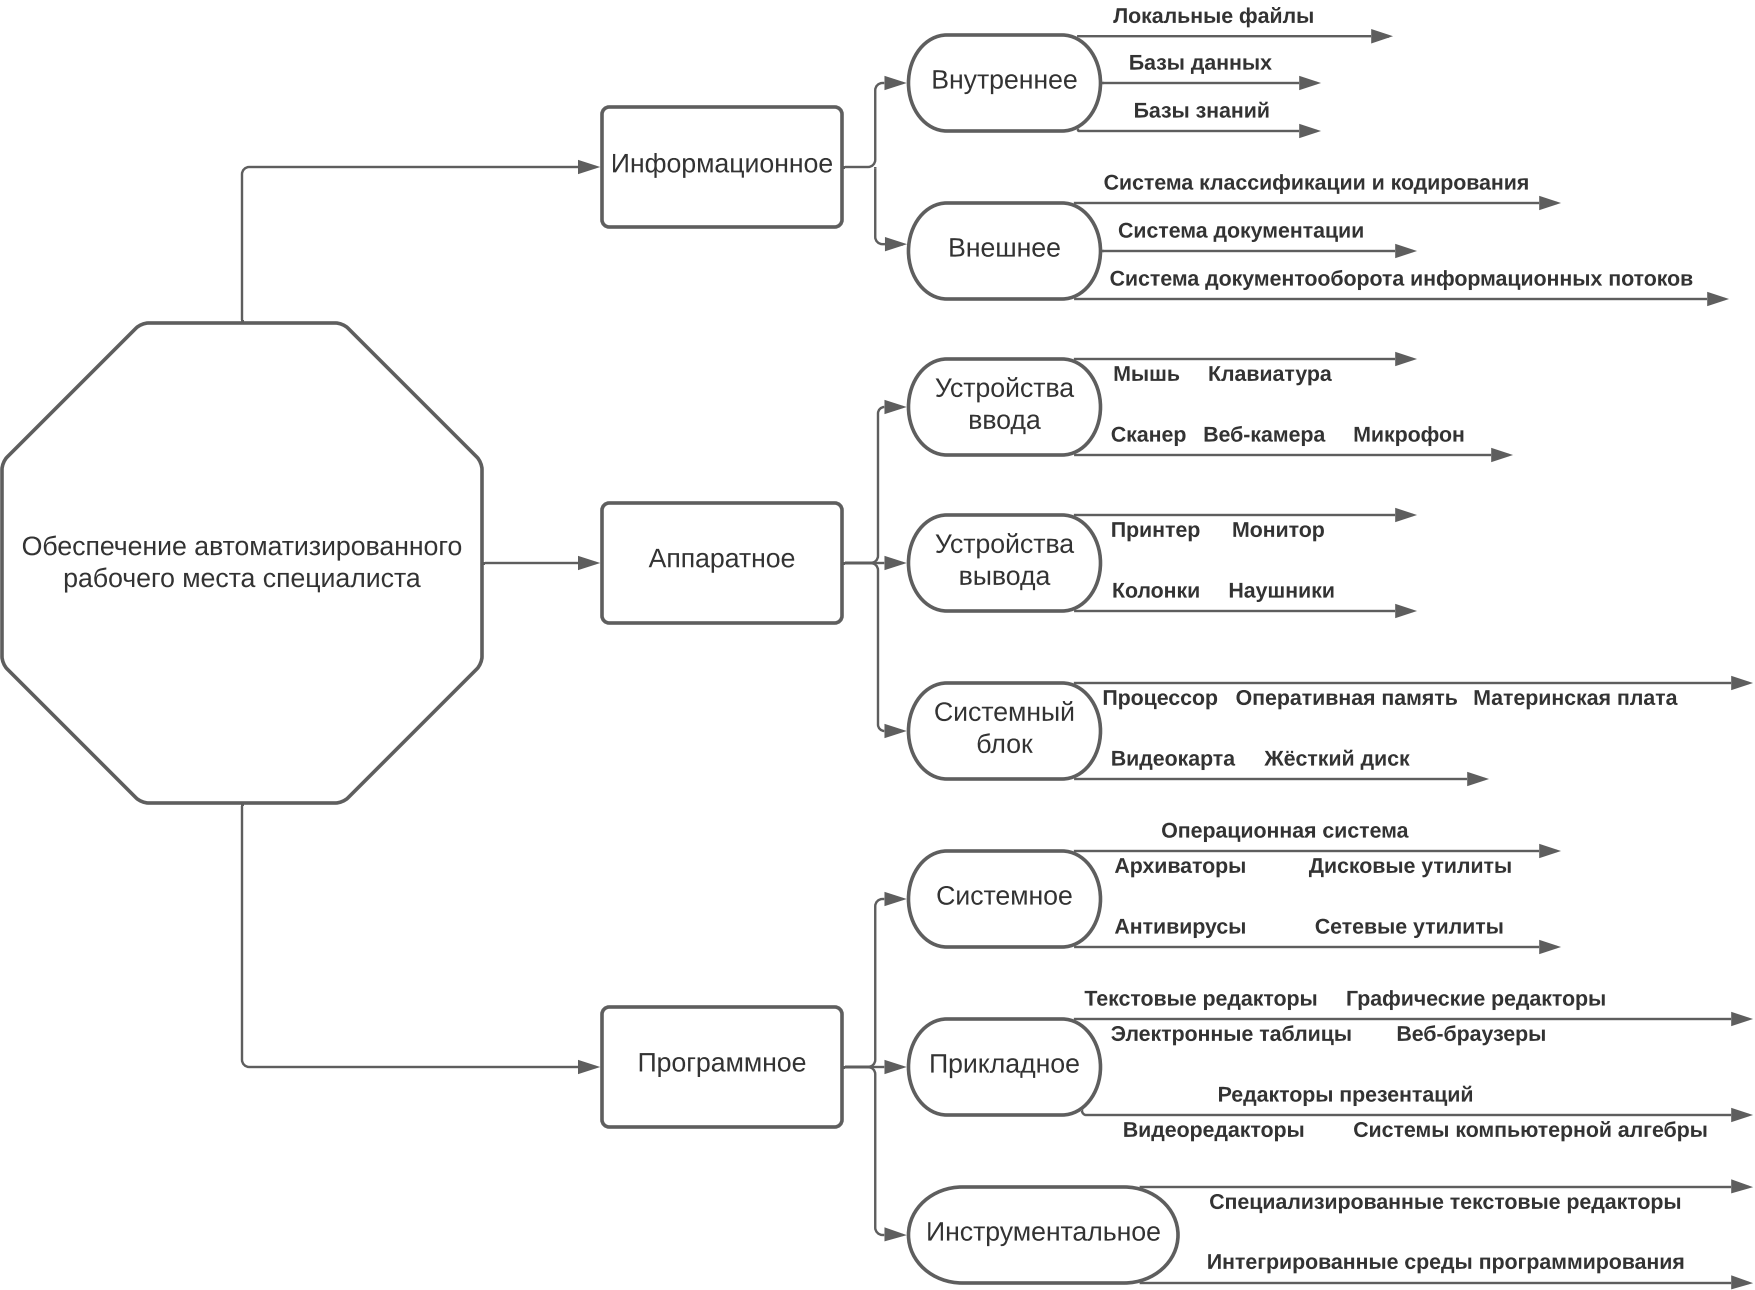 Обеспечение автоматизированного
рабочего места специалиста
Информационное
Внутреннее
Локальные файлы
Базы данных
Базы знаний
Внешнее
Система классификации и кодирования
Система документации
Система документооборота информационных потоков
Аппаратное
Устройства
ввода
Мышь Клавиатура
Сканер Веб-камера Микрофон
Устройства
вывода
Принтер Монитор
Колонки Наушники
Системный
блок
Процессор Оперативная память Материнская плата
Видеокарта Жёсткий диск
Программное
Системное
Операционная система
Архиваторы Дисковые утилиты
Антивирусы Сетевые утилиты
Прикладное
Текстовые редакторы Графические редакторы
Электронные таблицы Веб-браузеры
Редакторы презентаций
Видеоредакторы Системы компьютерной алгебры
Инструментальное
Специализированные текстовые редакторы
Интегрированные среды программирования